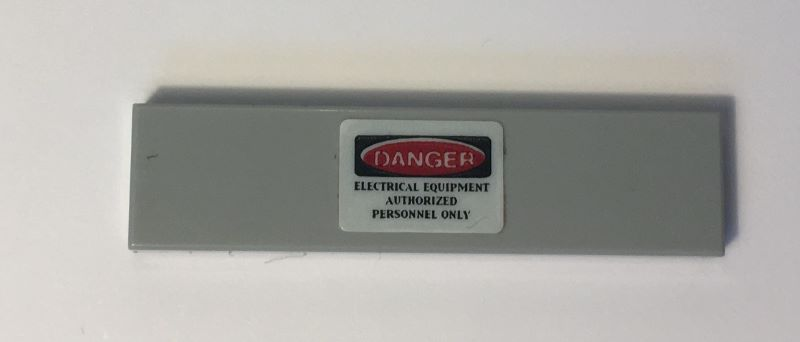 DANGER
ELECTRICAL EQUIPMENT
AUTHORIZED
PERSONNEL ONLY